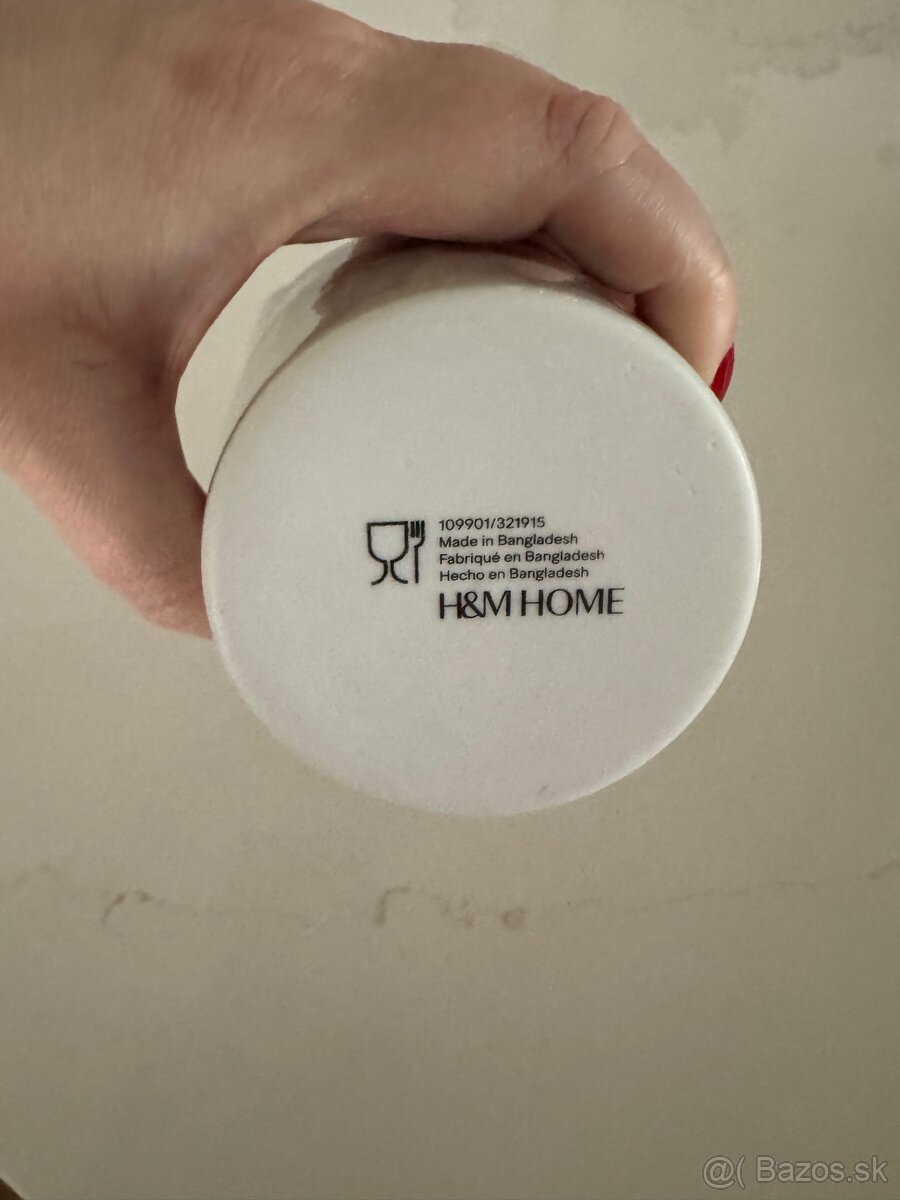 109901/321915
Made in Bangladesh
Fabriqué en Bangladesh
Hecho en Bangladesh
H&M HOME
@( Bazos.sk